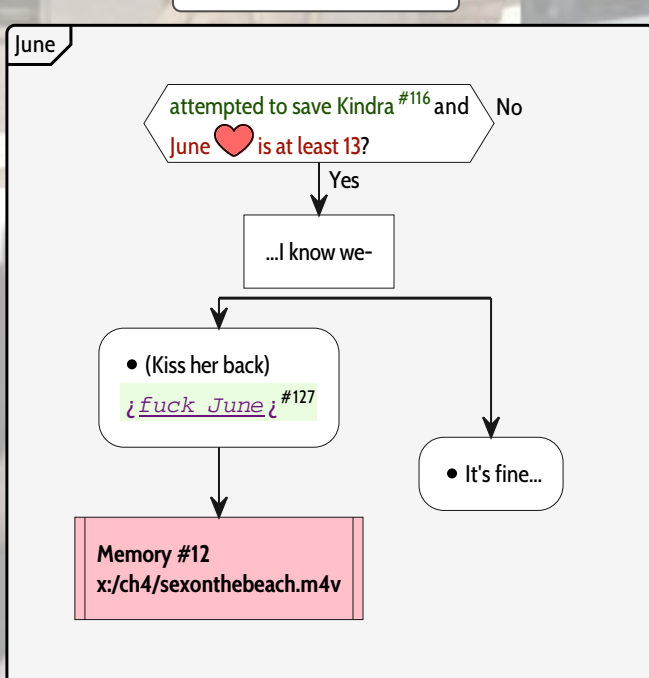 June
attempted to save Kindra #116 and
June is at least 13?
No
Yes
...I know we-
(Kiss her back)
¿fuck June¿ #127
It's fine...
Memory #12
x:/ch4/sexonthebeach.m4v